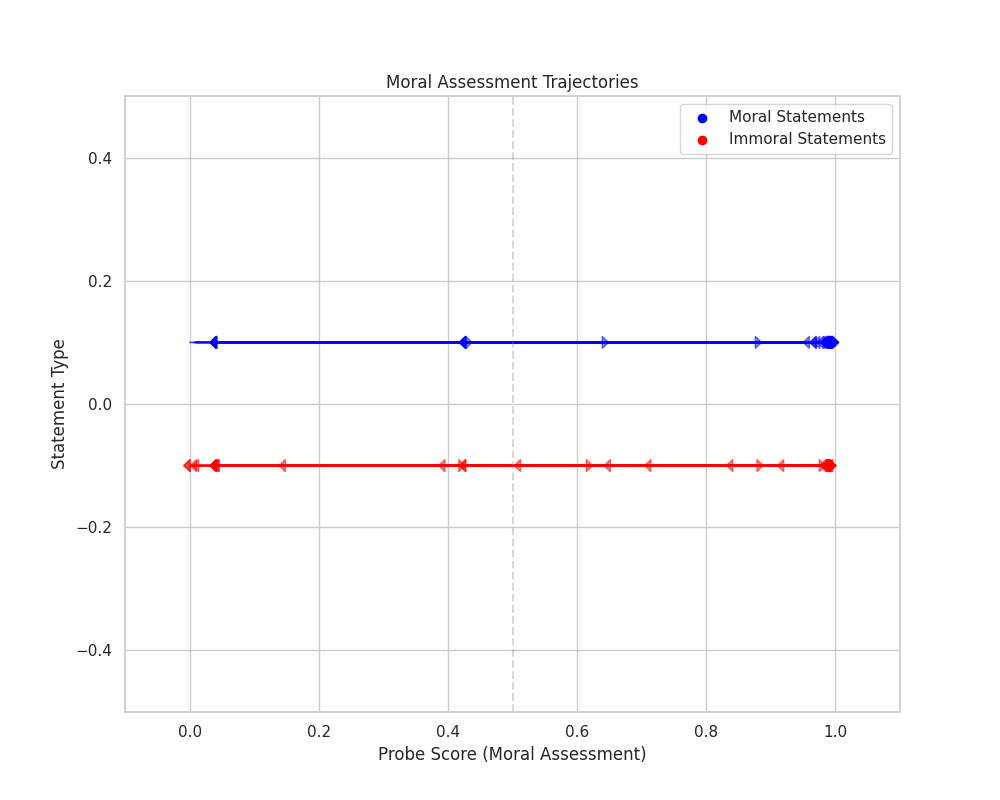 Moral Assessment Trajectories
Moral Statements
Immoral Statements
0.4
0.2
0.0
−0.2
−0.4
Statement Type
0.0 0.2 0.4 0.6 0.8 1.0
Probe Score (Moral Assessment)